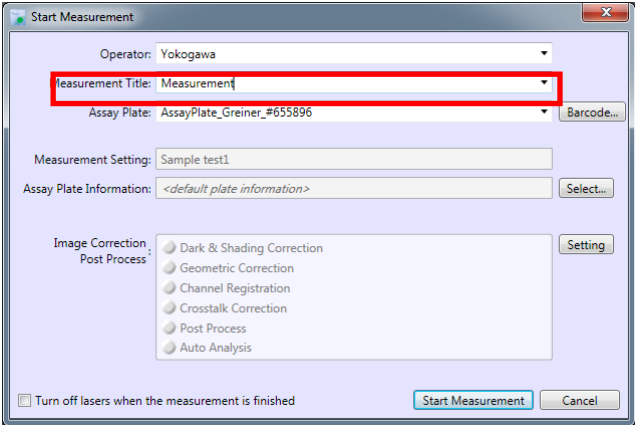 Start Measurement
Operator: Yokogawa
Measurement Title: Measurement
Assay Plate: AssayPlate_Greiner_#655896 Barcode...
Measurement Setting: Sample test1
Assay Plate Information: <default plate information> Select...
Image Correction : Setting
Post Process
Dark & Shading Correction
Geometric Correction
Channel Registration
Crosstalk Correction
Post Process
Auto Analysis
Turn off lasers when the measurement is finished Start Measurement Cancel